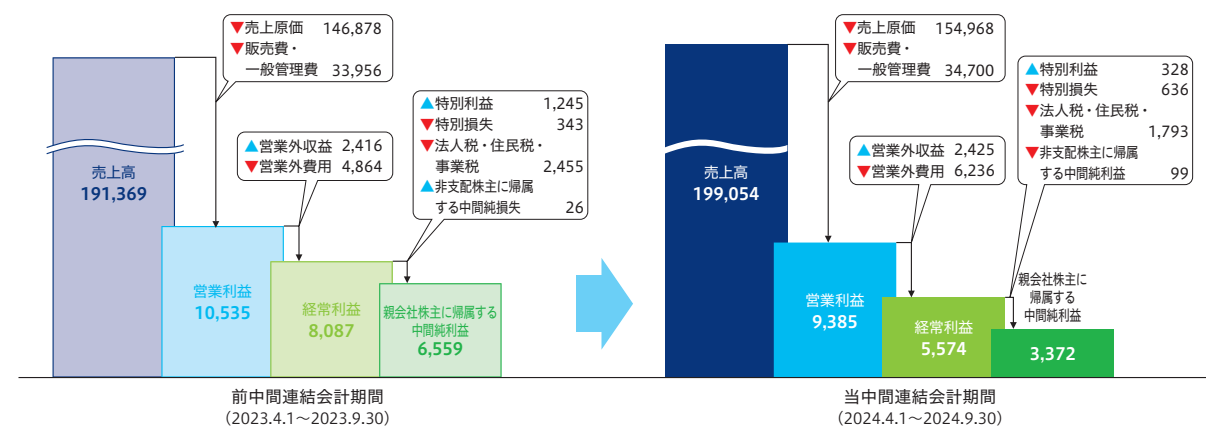 ▼売上原価 146,878
▼販売費・
一般管理費 33,956
▲営業外収益 2,416
▼営業外費用 4,864
▲特別利益 1,245
▼特別損失 343
▼法人税・住民税・
事業税 2,455
▲非支配株主に帰属
する中間純損失 26
売上高
191,369
営業利益
10,535
経常利益
8,087
親会社株主に帰属する
中間純利益
6,559
前中間連結会計期間
（2023.4.1～2023.9.30）
▼売上原価 154,968
▼販売費・
一般管理費 34,700
▲営業外収益 2,425
▼営業外費用 6,236
▲特別利益 328
▼特別損失 636
▼法人税・住民税・
事業税 1,793
▼非支配株主に帰属
する中間純利益 99
売上高
199,054
営業利益
9,385
経常利益
5,574
親会社株主に
帰属する
中間純利益
3,372
当中間連結会計期間
（2024.4.1～2024.9.30）